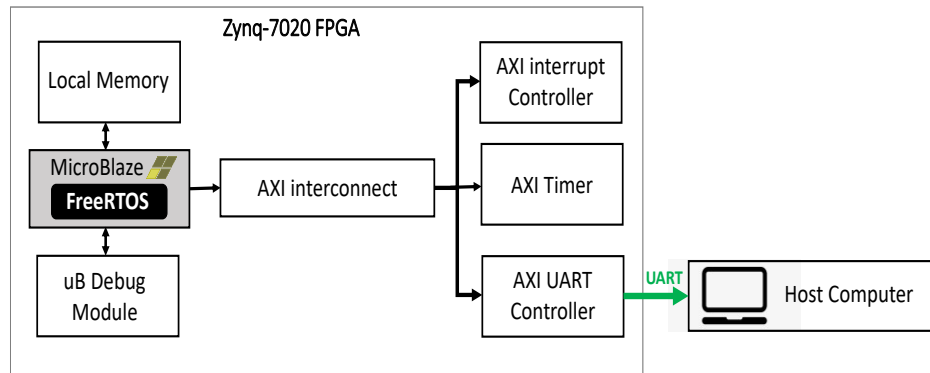 Zynq-7020 FPGA
Local Memory
MicroBlaze
FreeRTOS
uB Debug
Module
AXI interconnect
AXI interrupt
Controller
AXI Timer
AXI UART
Controller
UART
Host Computer